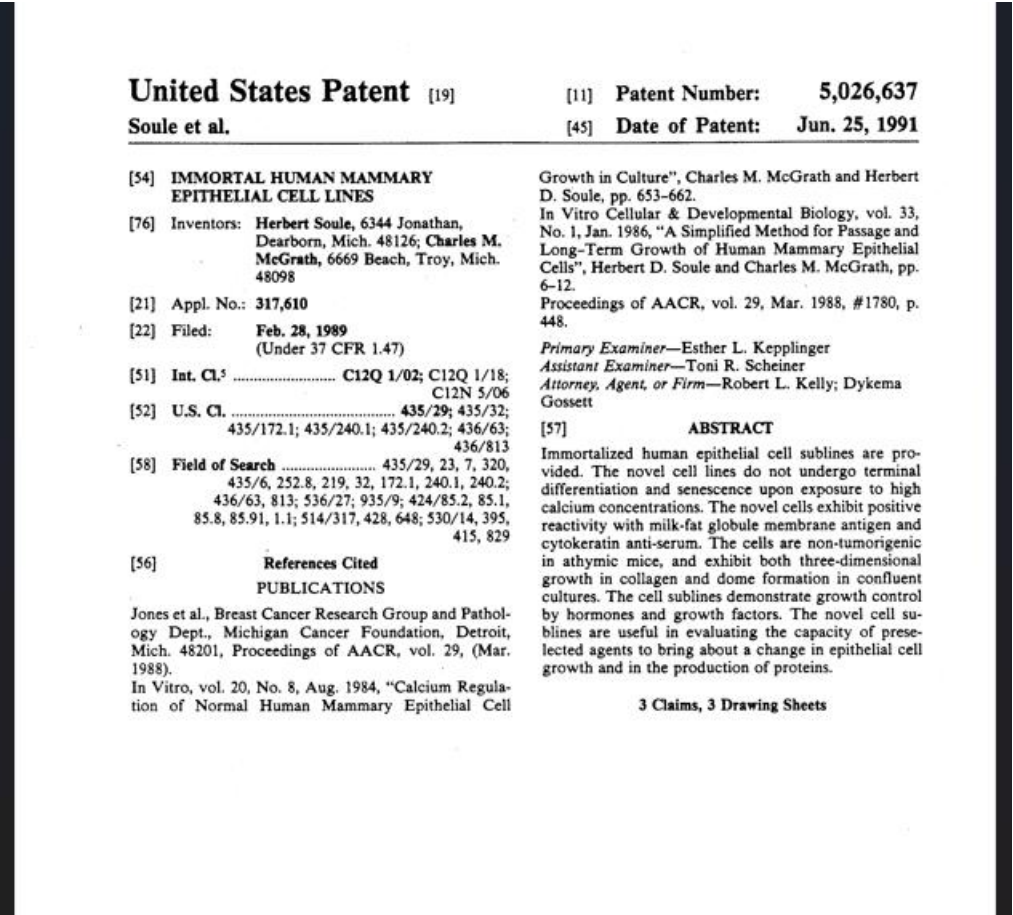 United States Patent [19]
Soule et al.
[11] Patent Number: 5,026,637
[45] Date of Patent: Jun. 25, 1991
[54] IMMORTAL HUMAN MAMMARY
EPITHELIAL CELL LINES
[76] Inventors: Herbert Soule, 6344 Jonathan,
Dearborn, Mich. 48126; Charles M.
McGrath, 6669 Beach, Troy, Mich.
48098
[21] Appl. No.: 317,610
[22] Filed: Feb. 28, 1989
(Under 37 CFR 1.47)
[51] Int. Cl.⁵ ......................... C12Q 1/02; C12Q 1/18;
C12N 5/06
[52] U.S. Cl. ........................................ 435/29; 435/32;
435/172.1; 435/240.1; 435/240.2; 436/63;
436/813
[58] Field of Search ....................... 435/29, 23, 7, 320,
435/6, 252.8, 219, 32, 172.1, 240.1, 240.2;
436/63, 813; 536/27; 935/9; 424/85.2, 85.1,
85.8, 85.91, 1.1; 514/317, 428, 648; 530/14, 395,
415, 829
[56] References Cited
PUBLICATIONS
Jones et al., Breast Cancer Research Group and Pathol-
ogy Dept., Michigan Cancer Foundation, Detroit,
Mich. 48201, Proceedings of AACR, vol. 29, (Mar.
1988).
In Vitro, vol. 20, No. 8, Aug. 1984, "Calcium Regula-
tion of Normal Human Mammary Epithelial Cell
Growth in Culture", Charles M. McGrath and Herbert
D. Soule, pp. 653-662.
In Vitro Cellular & Developmental Biology, vol. 33,
No. 1, Jan. 1986, "A Simplified Method for Passage and
Long-Term Growth of Human Mammary Epithelial
Cells", Herbert D. Soule and Charles M. McGrath, pp.
6-12.
Proceedings of AACR, vol. 29, Mar. 1988, #1780, p.
448.
Primary Examiner—Esther L. Kepplinger
Assistant Examiner—Toni R. Scheiner
Attorney, Agent, or Firm—Robert L. Kelly; Dykema
Gossett
[57] ABSTRACT
Immortalized human epithelial cell sublines are pro-
vided. The novel cell lines do not undergo terminal
differentiation and senescence upon exposure to high
calcium concentrations. The novel cells exhibit positive
reactivity with milk-fat globule membrane antigen and
cytokeratin anti-serum. The cells are non-tumorigenic
in athymic mice, and exhibit both three-dimensional
growth in collagen and dome formation in confluent
cultures. The cell sublines demonstrate growth control
by hormones and growth factors. The novel cell su-
blines are useful in evaluating the capacity of prese-
lected agents to bring about a change in epithelial cell
growth and in the production of proteins.
3 Claims, 3 Drawing Sheets